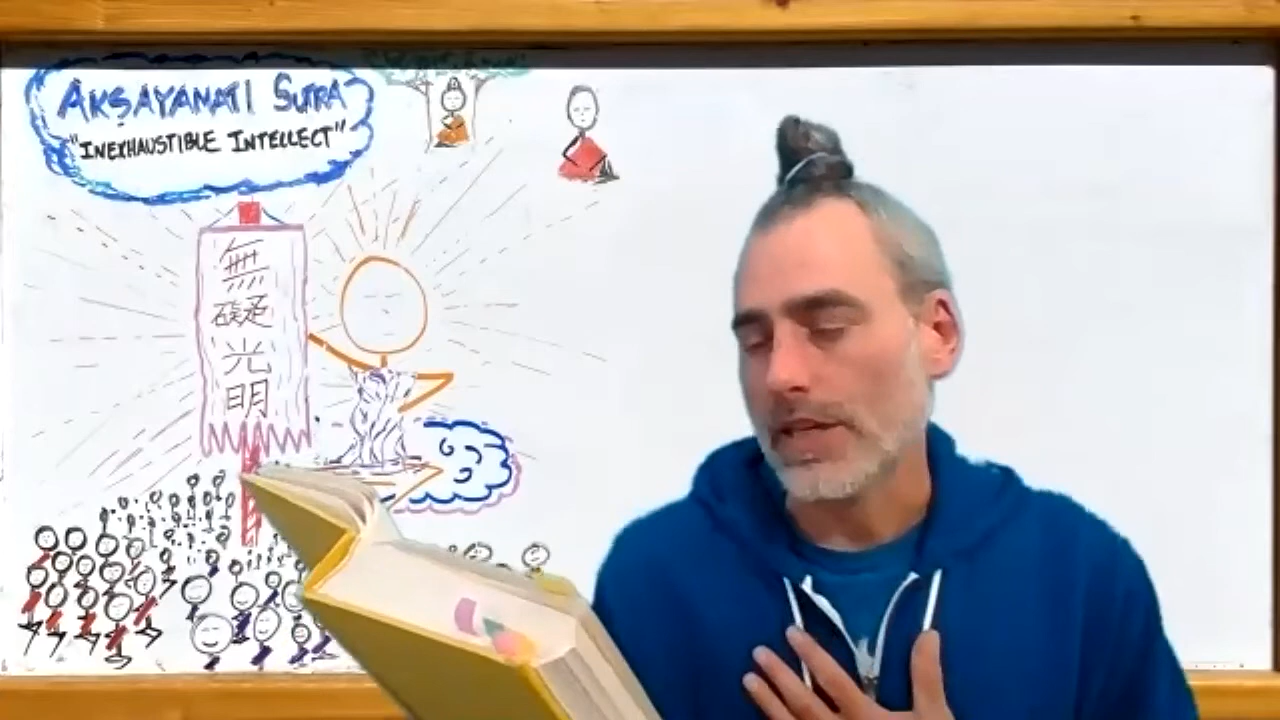 AKṢAYAMATI SUTRA
"INEXHAUSTIBLE INTELLECT"
無
礙
光
明